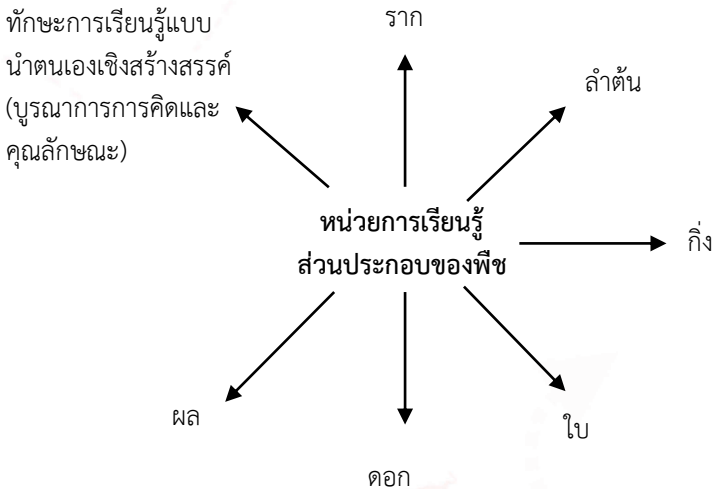 ทักษะการเรียนรู้แบบ
นำตนเองเชิงสร้างสรรค์
(บูรณาการการคิดและ
คุณลักษณะ)
ราก
ลำต้น
หน่วยการเรียนรู้
ส่วนประกอบของพืช
กิ่ง
ผล
ใบ
ดอก